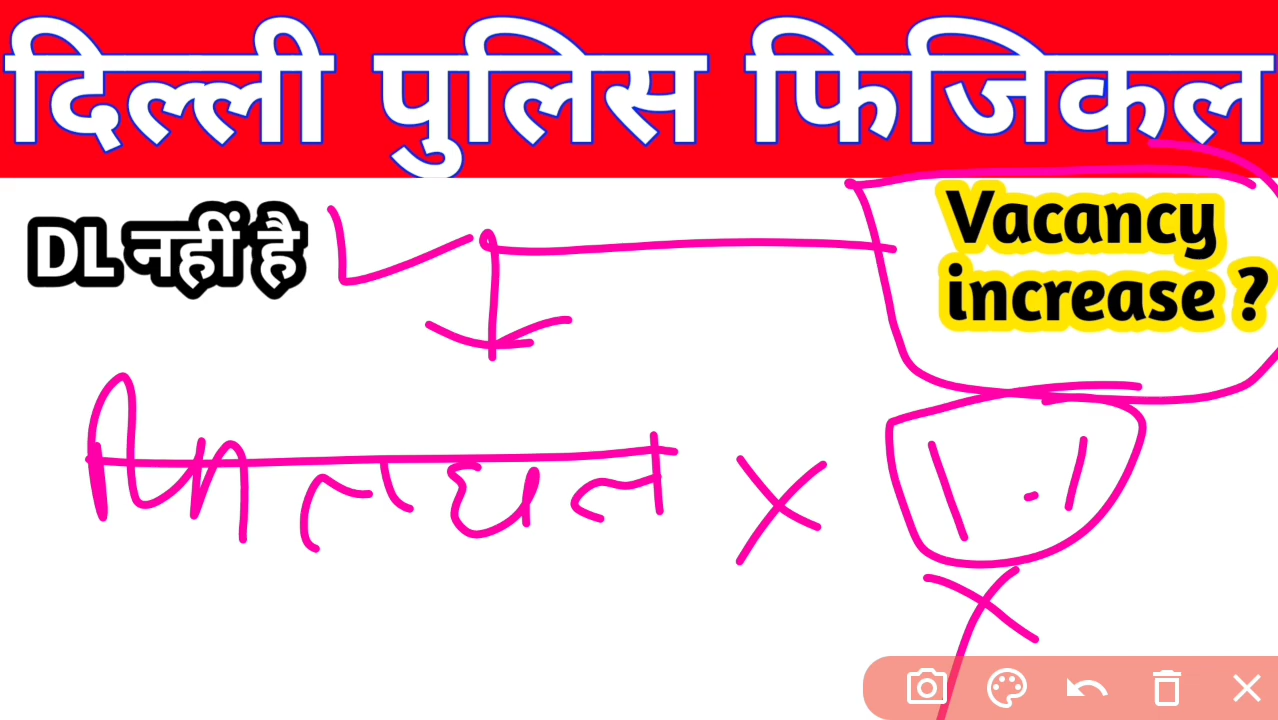 दिल्ली पुलिस फिजिकल
DL नहीं है
Vacancy
increase ?